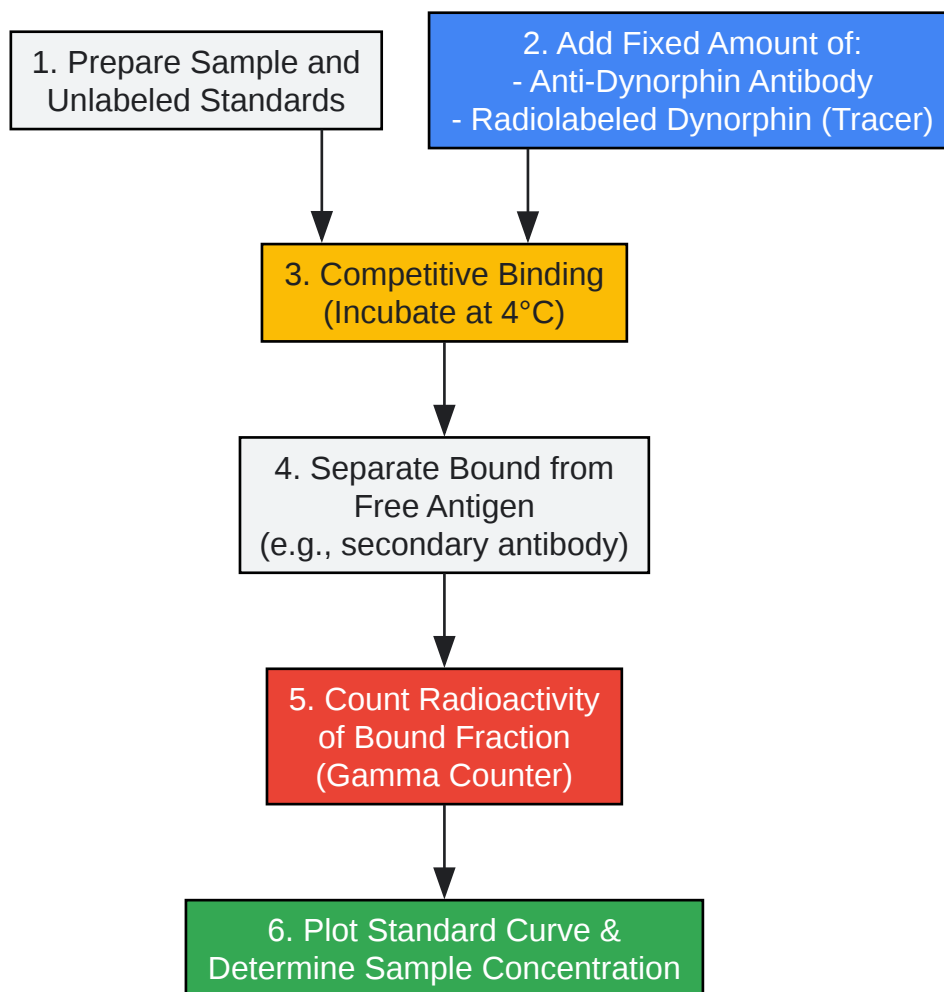 1. Prepare Sample and
Unlabeled Standards
2. Add Fixed Amount of:
- Anti-Dynorphin Antibody
- Radiolabeled Dynorphin (Tracer)
3. Competitive Binding
(Incubate at 4°C)
4. Separate Bound from
Free Antigen
(e.g., secondary antibody)
5. Count Radioactivity
of Bound Fraction
(Gamma Counter)
6. Plot Standard Curve &
Determine Sample Concentration